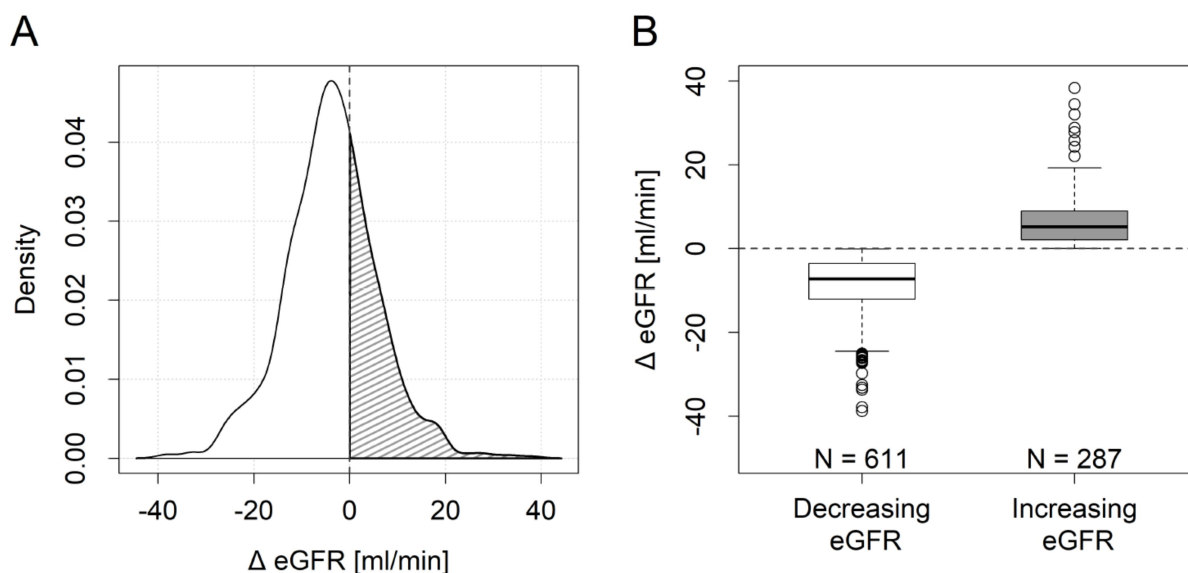 A
Density
0.00
0.01
0.02
0.03
0.04
-40
-20
0
20
40
Δ eGFR [ml/min]
B
Δ eGFR [ml/min]
40
20
0
-20
-40
N = 611
N = 287
Decreasing
eGFR
Increasing
eGFR